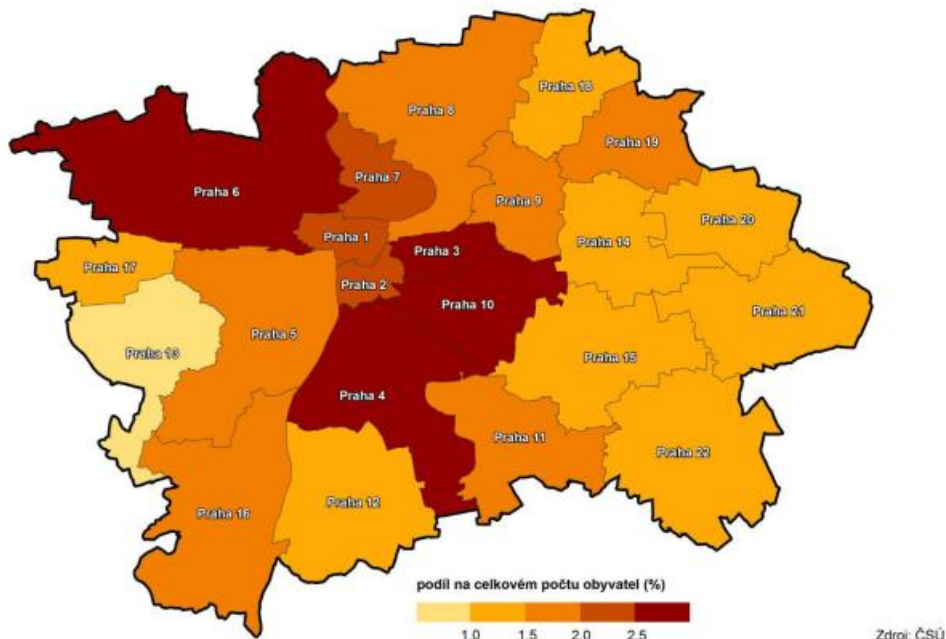 Praha 18
Praha 8
Praha 19
Praha 7
Praha 6
Praha 9
Praha 20
Praha 1
Praha 3
Praha 14
Praha 17
Praha 2
Praha 10
Praha 21
Praha 5
Praha 13
Praha 15
Praha 4
Praha 11
Praha 22
Praha 12
Praha 16
podíl na celkovém počtu obyvatel (%)
1.0 1.5 2.0 2.5
Zdroj: ČSÚ